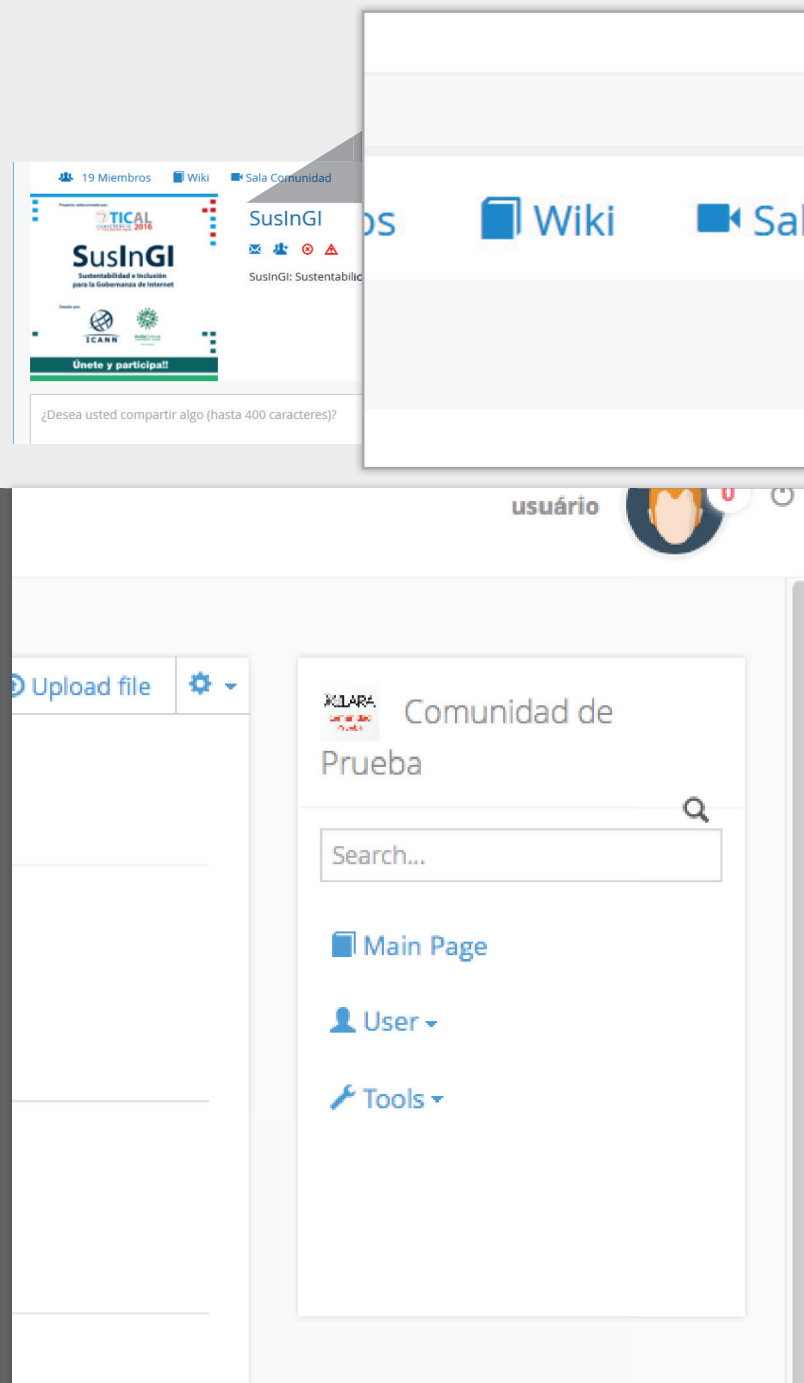 19 Miembros Wiki Sala Comunidad
TICAL
2016
SusInGI
Sustentabilidad e Inclusión
para la Gobernanza de Internet
ICANN
Únete y participa!!
SusInGI
SusInGI: Sustentabilid
¿Desea usted compartir algo (hasta 400 caracteres)?
os Wiki Sal
usuário
0
Upload file
Comunidad de
Prueba
Search...
Main Page
User
Tools